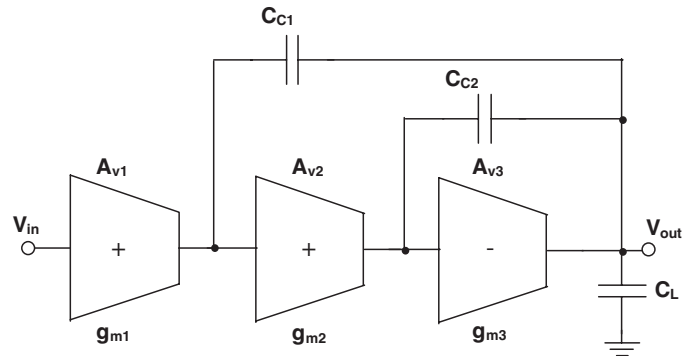 C_C1
C_C2
A_v1 A_v2 A_v3
V_in + + - V_out
C_L
g_m1 g_m2 g_m3